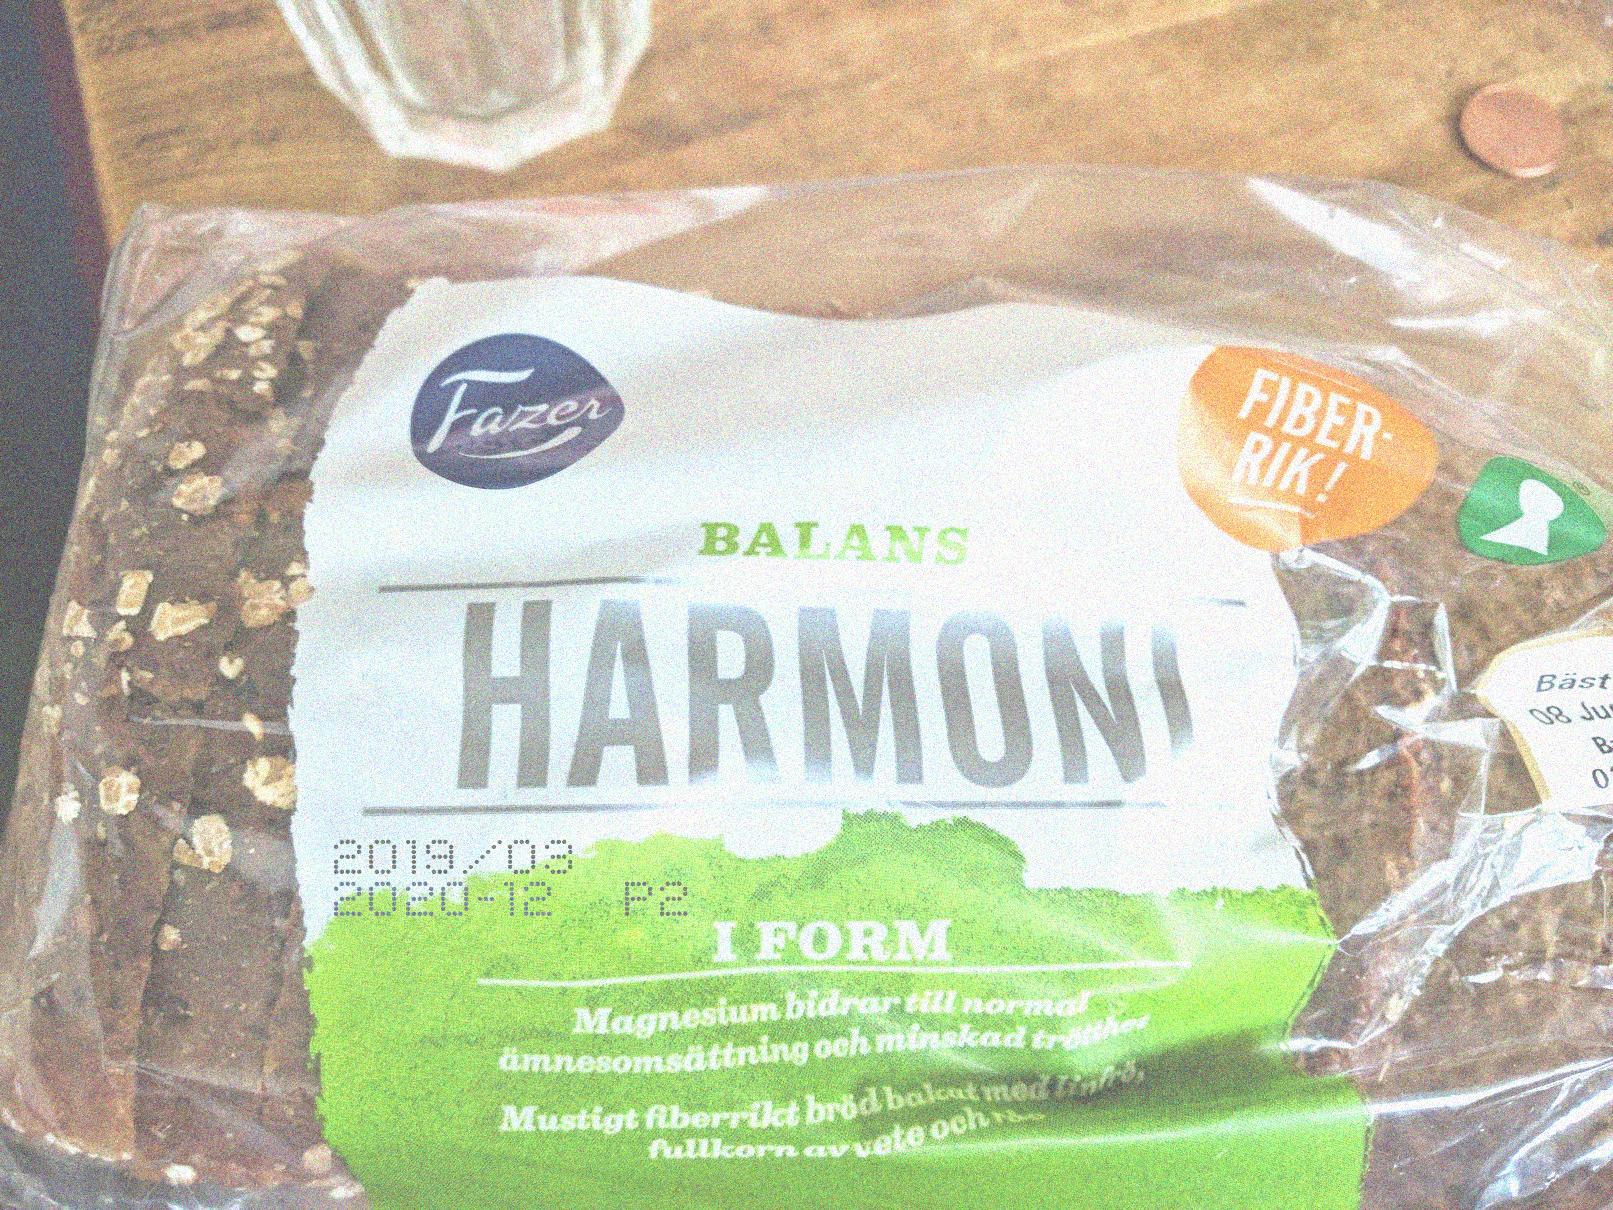 Fazer
FIBER-
RIK!
BALANS
HARMONI
Bäst
08 Ju
2019/03
2020-12 P2
I FORM
Magnesium bidrar till normal
ämnesomsättning och minskad trötthet
Mustigt fiberrikt bröd bakat med
fullkorn av vete och